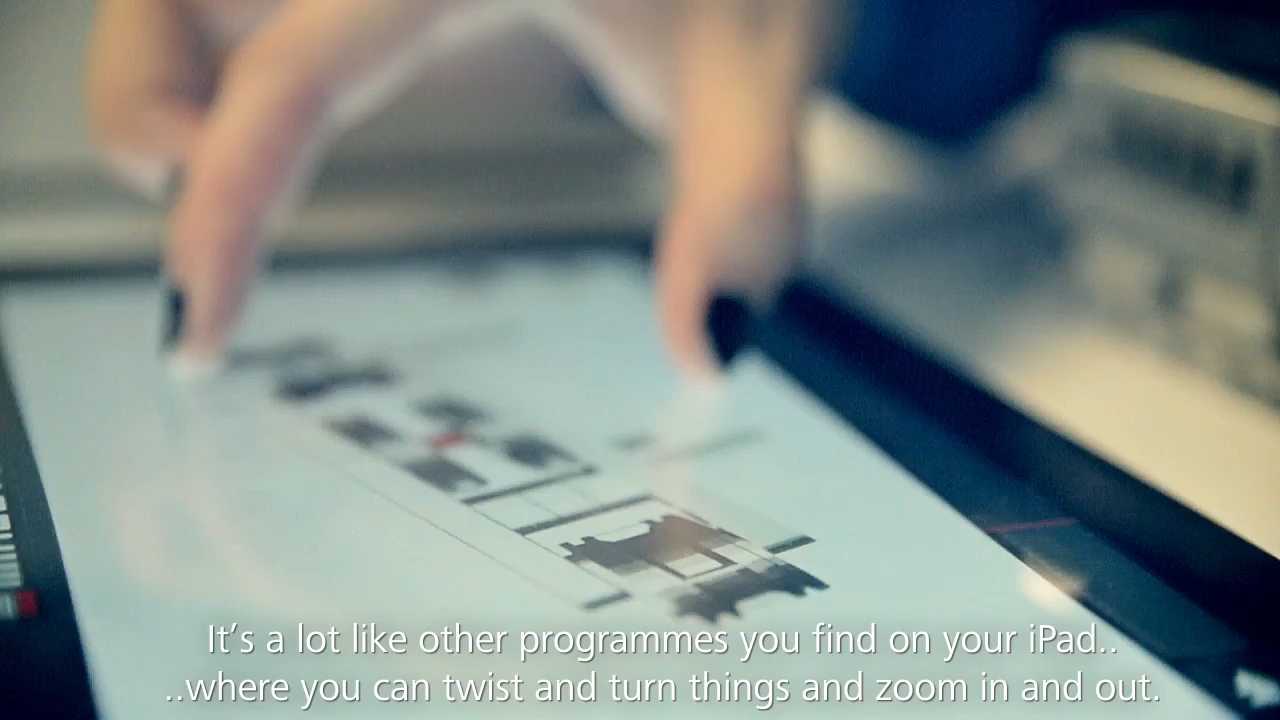 It’s a lot like other programmes you find on your iPad..
..where you can twist and turn things and zoom in and out.